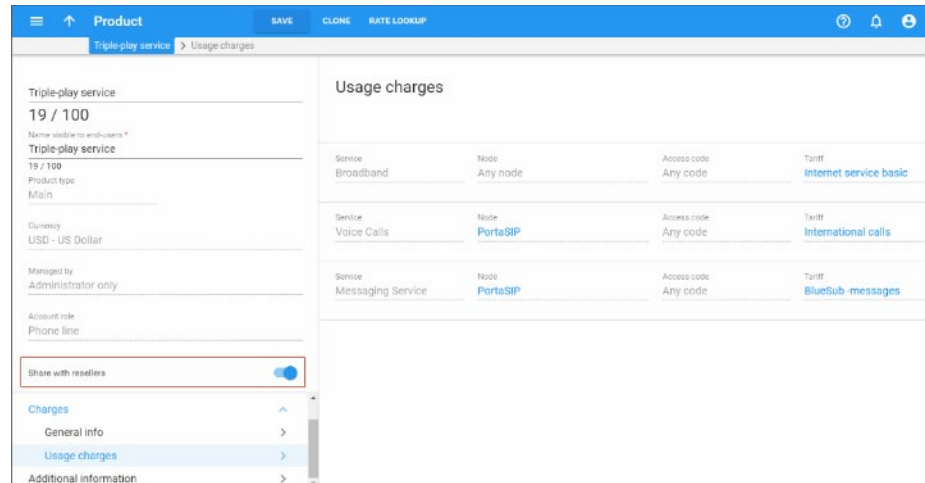 Product SAVE CLONE RATE LOOKUP
Triple-play service > Usage charges
Triple-play service
19 / 100
Name visible to end-users *
Triple-play service
19 / 100
Product type
Main
Currency
USD - US Dollar
Managed by
Administrator only
Account role
Phone line
Share with resellers
Charges
General info
Usage charges
Additional information
Usage charges
Service Node Access code Tariff
Broadband Any node Any code Internet service basic
Service Node Access code Tariff
Voice Calls PortaSIP Any code International calls
Service Node Access code Tariff
Messaging Service PortaSIP Any code BlueSub -messages